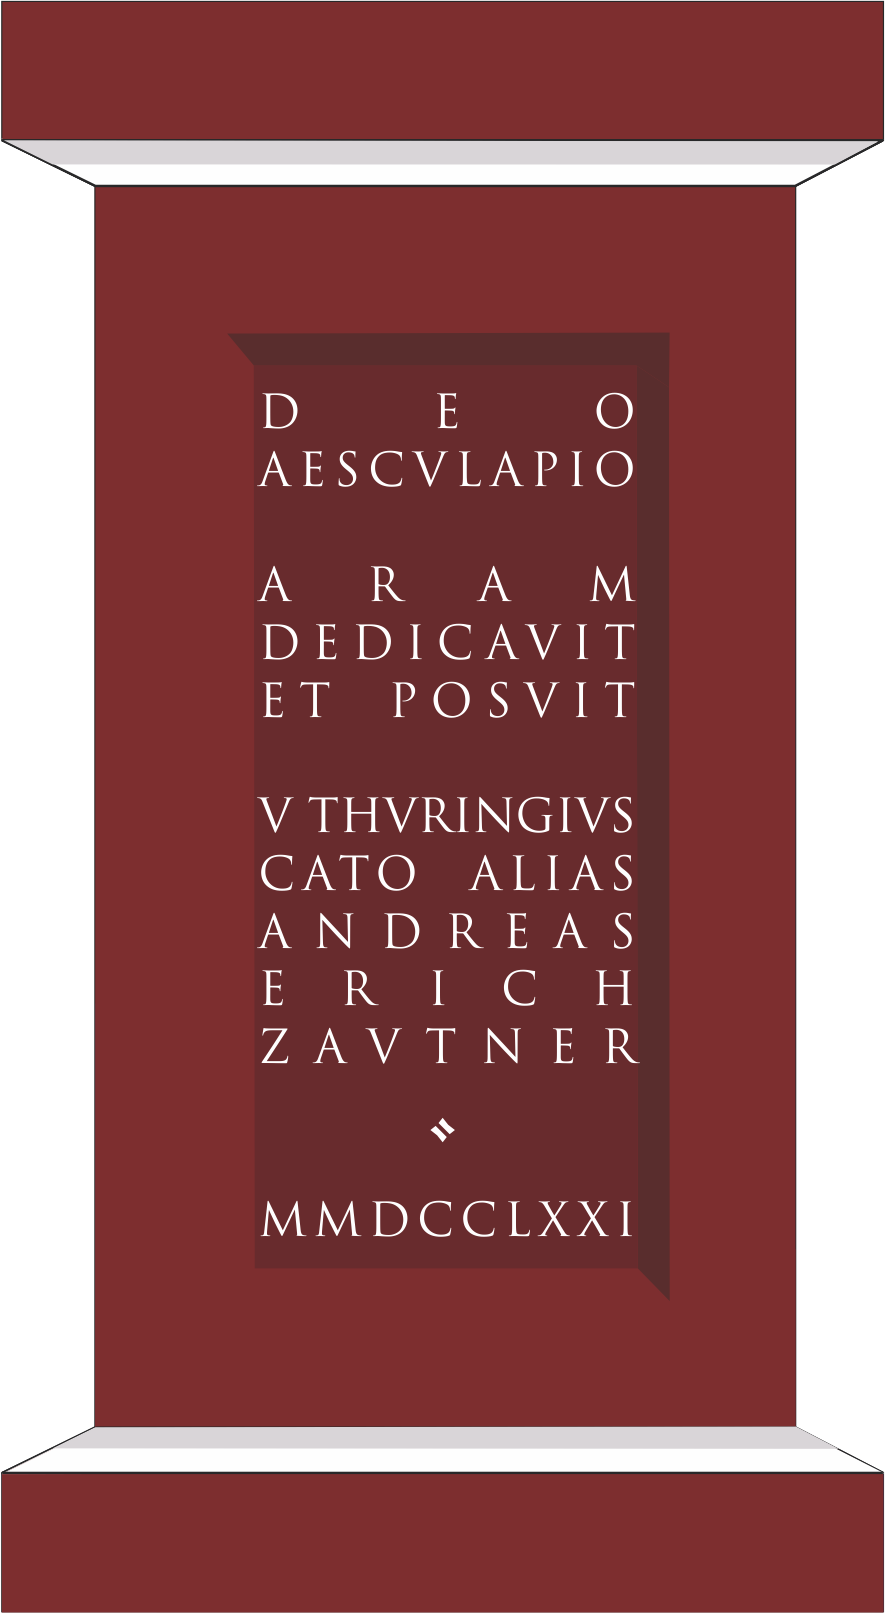 DEO
AESCVLAPIO
ARAM
DEDICAVIT
ET POSVIT
V THVRINGIVS
CATO ALIAS
ANDREAS
ERICH
ZAVTNER
MMDCCLXXI